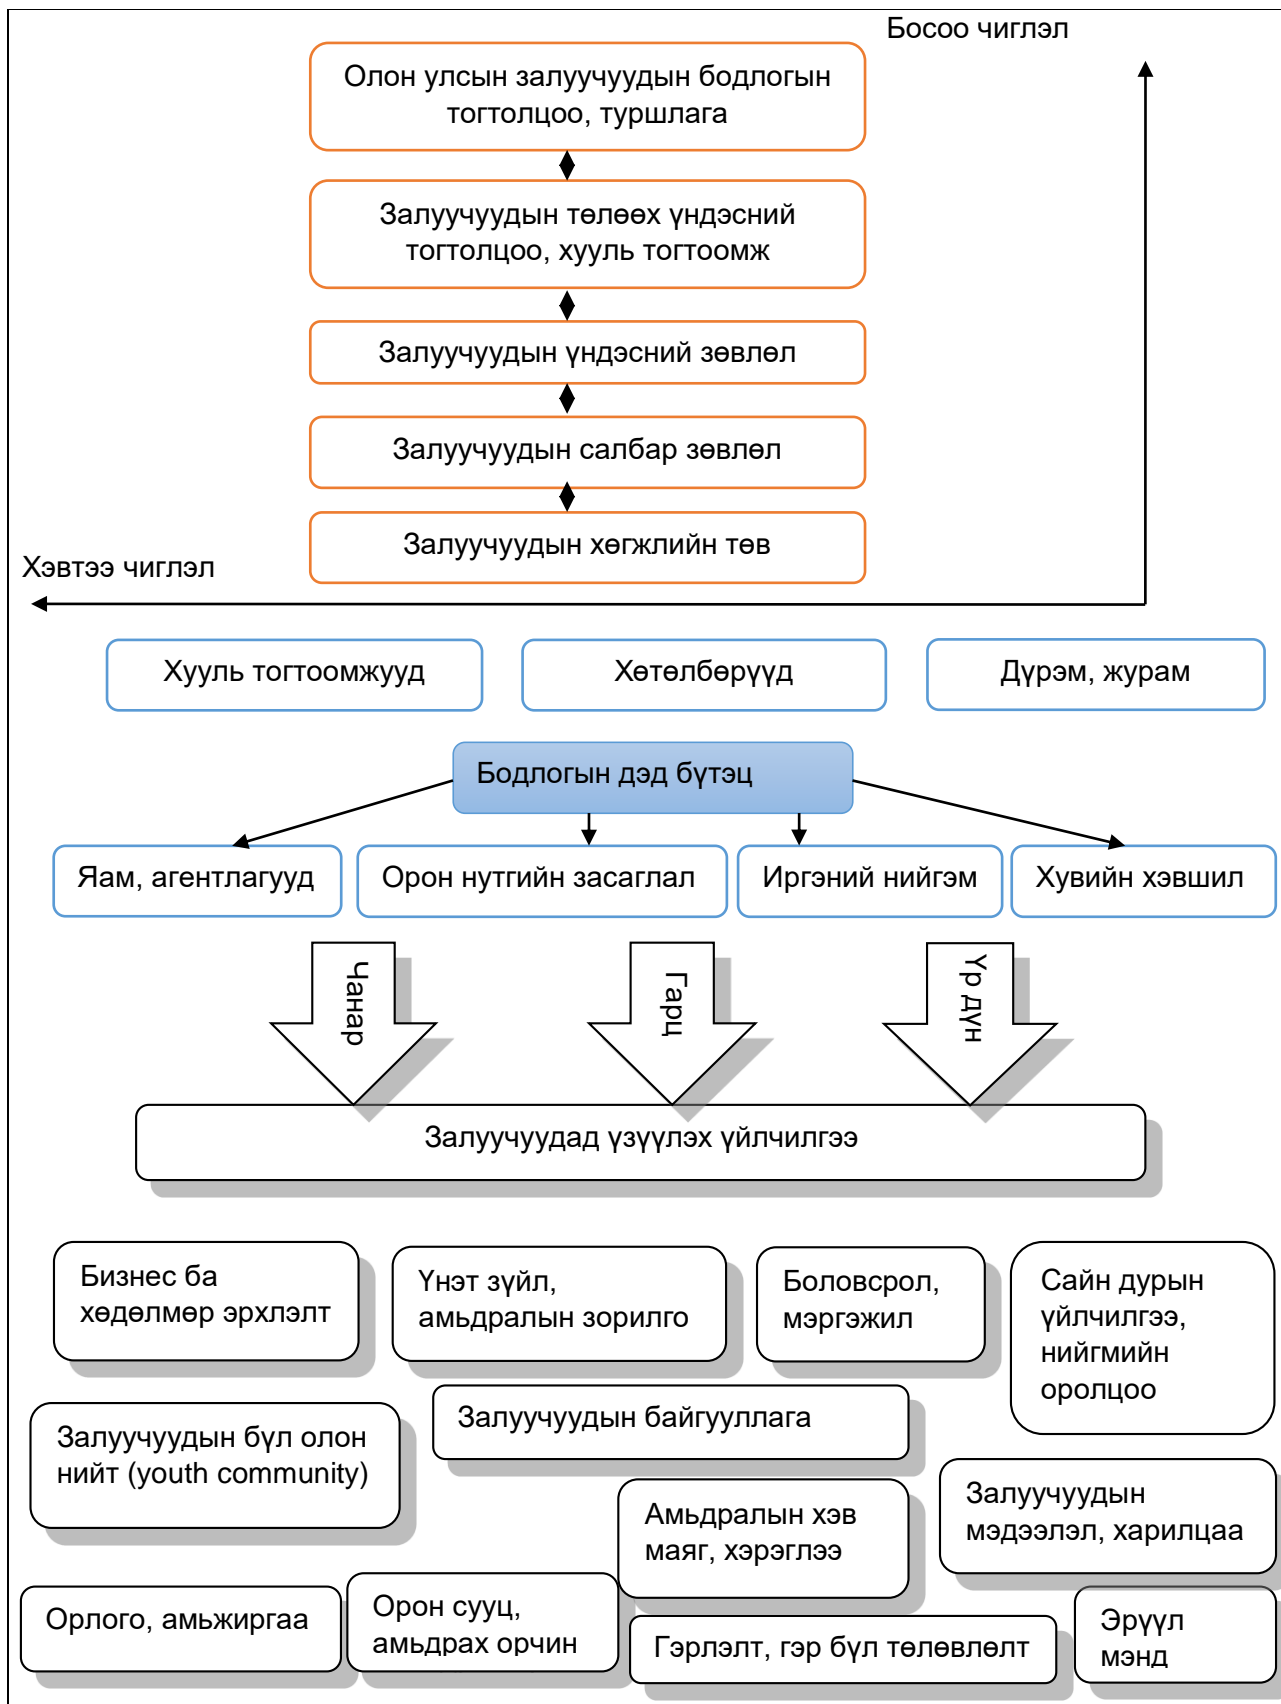 Босоо чиглэл
Олон улсын залуучуудын бодлогын
тогтолцоо, туршлага
Залуучуудын төлөөх үндэсний
тогтолцоо, хууль тогтоомж
Залуучуудын үндэсний зөвлөл
Залуучуудын салбар зөвлөл
Залуучуудын хөгжлийн төв
Хэвтээ чиглэл
Хууль тогтоомжууд
Хөтөлбөрүүд
Дүрэм, журам
Бодлогын дэд бүтэц
Яам, агентлагууд
Орон нутгийн засаглал
Иргэний нийгэм
Хувийн хэвшил
Чанар
Гарц
Үр дүн
Залуучуудад үзүүлэх үйлчилгээ
Бизнес ба
хөдөлмөр эрхлэлт
Үнэт зүйл,
амьдралын зорилго
Боловсрол,
мэргэжил
Сайн дурын
үйлчилгээ,
нийгмийн
оролцоо
Залуучуудын бүл олон
нийт (youth community)
Залуучуудын байгууллага
Амьдралын хэв
маяг, хэрэглээ
Залуучуудын
мэдээлэл, харилцаа
Орлого, амьжиргаа
Орон сууц,
амьдрах орчин
Гэрлэлт, гэр бүл төлөвлөлт
Эрүүл
мэнд